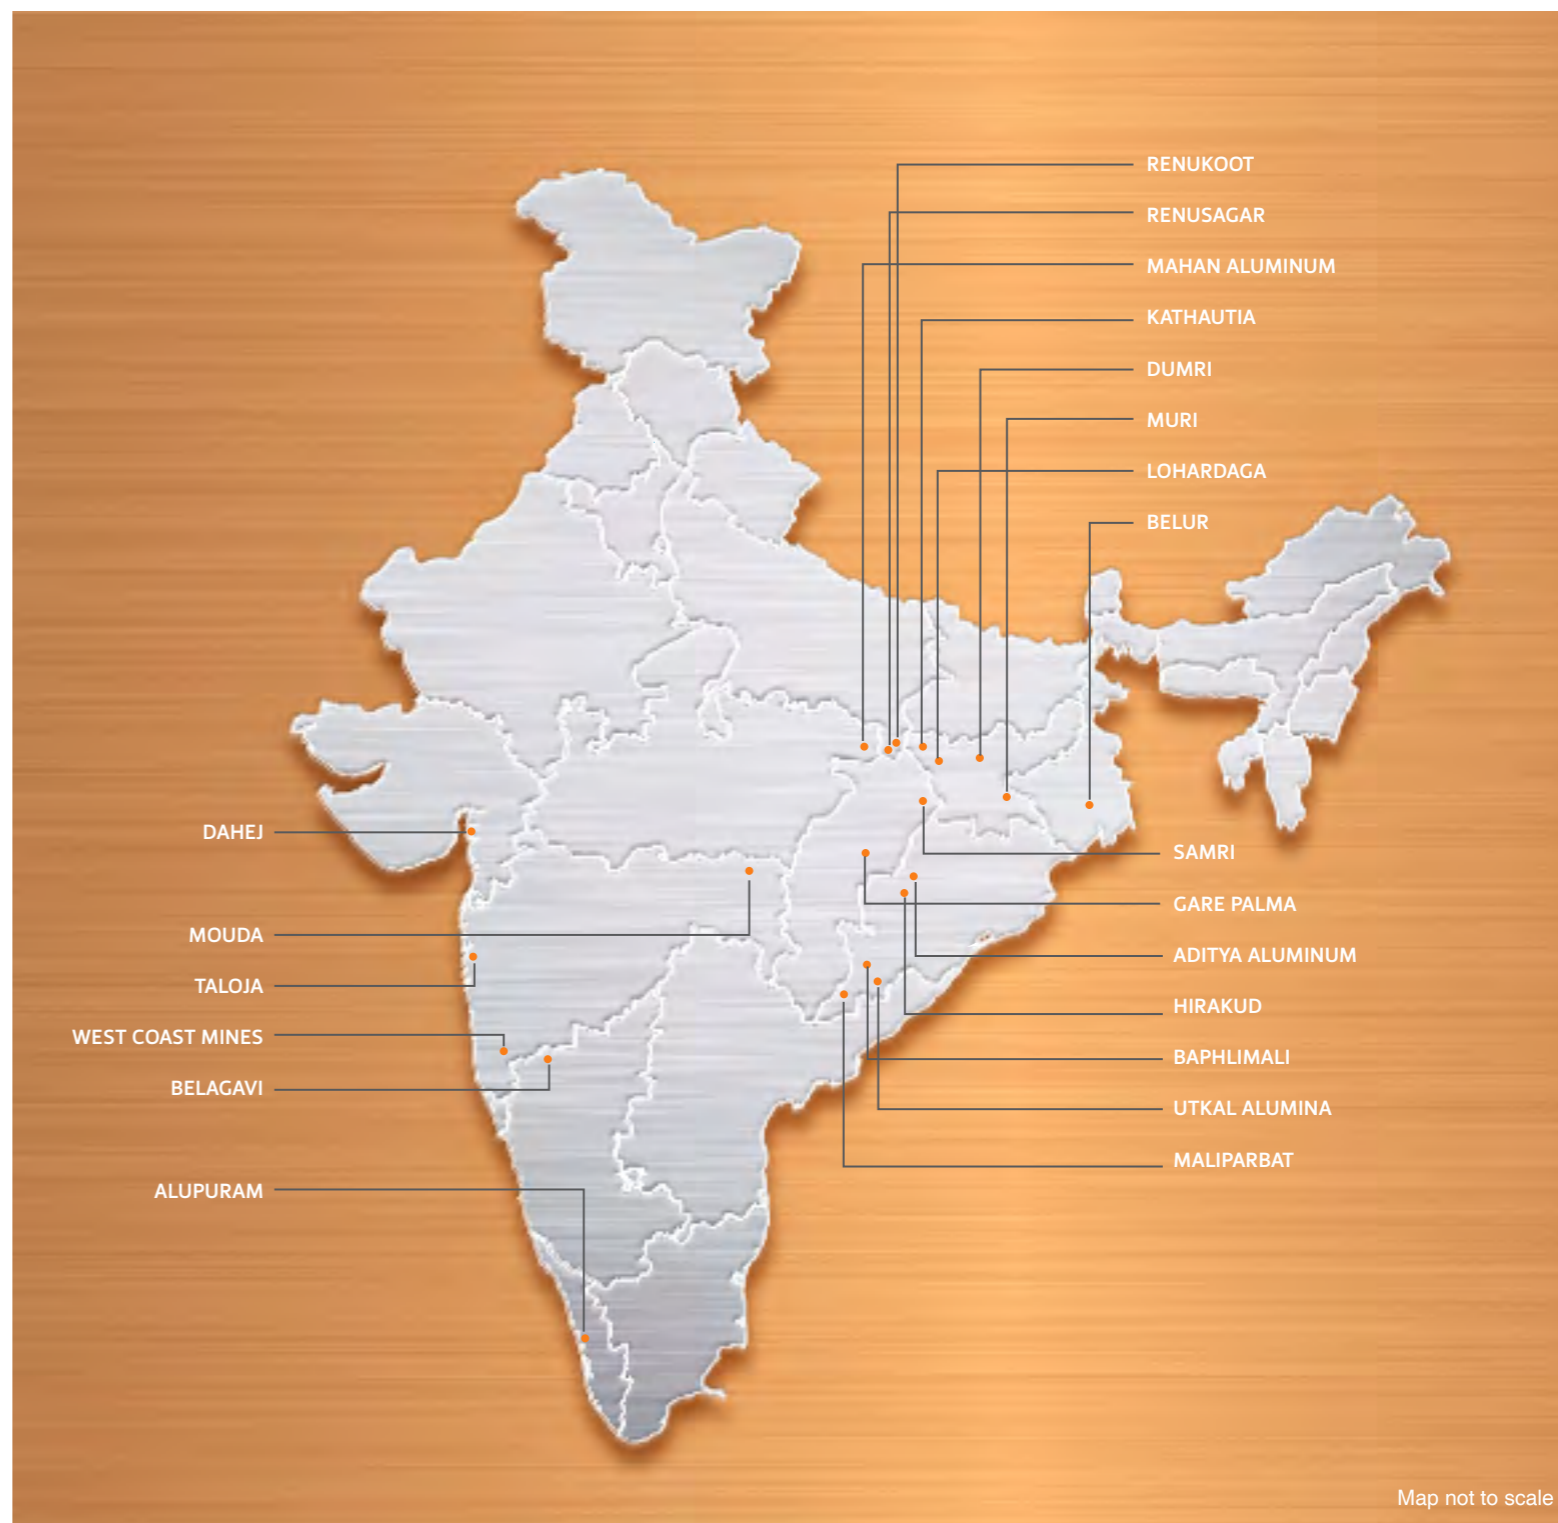 RENUKOOT
RENUSAGAR
MAHAN ALUMINUM
KATHAUTIA
DUMRI
MURI
LOHARDAGA
BELUR
DAHEJ
MOUDA
TALOJA
WEST COAST MINES
BELAGAVI
ALUPURAM
SAMRI
GARE PALMA
ADITYA ALUMINUM
HIRAKUD
BAPHLIMALI
UTKAL ALUMINA
MALIPARBAT
Map not to scale